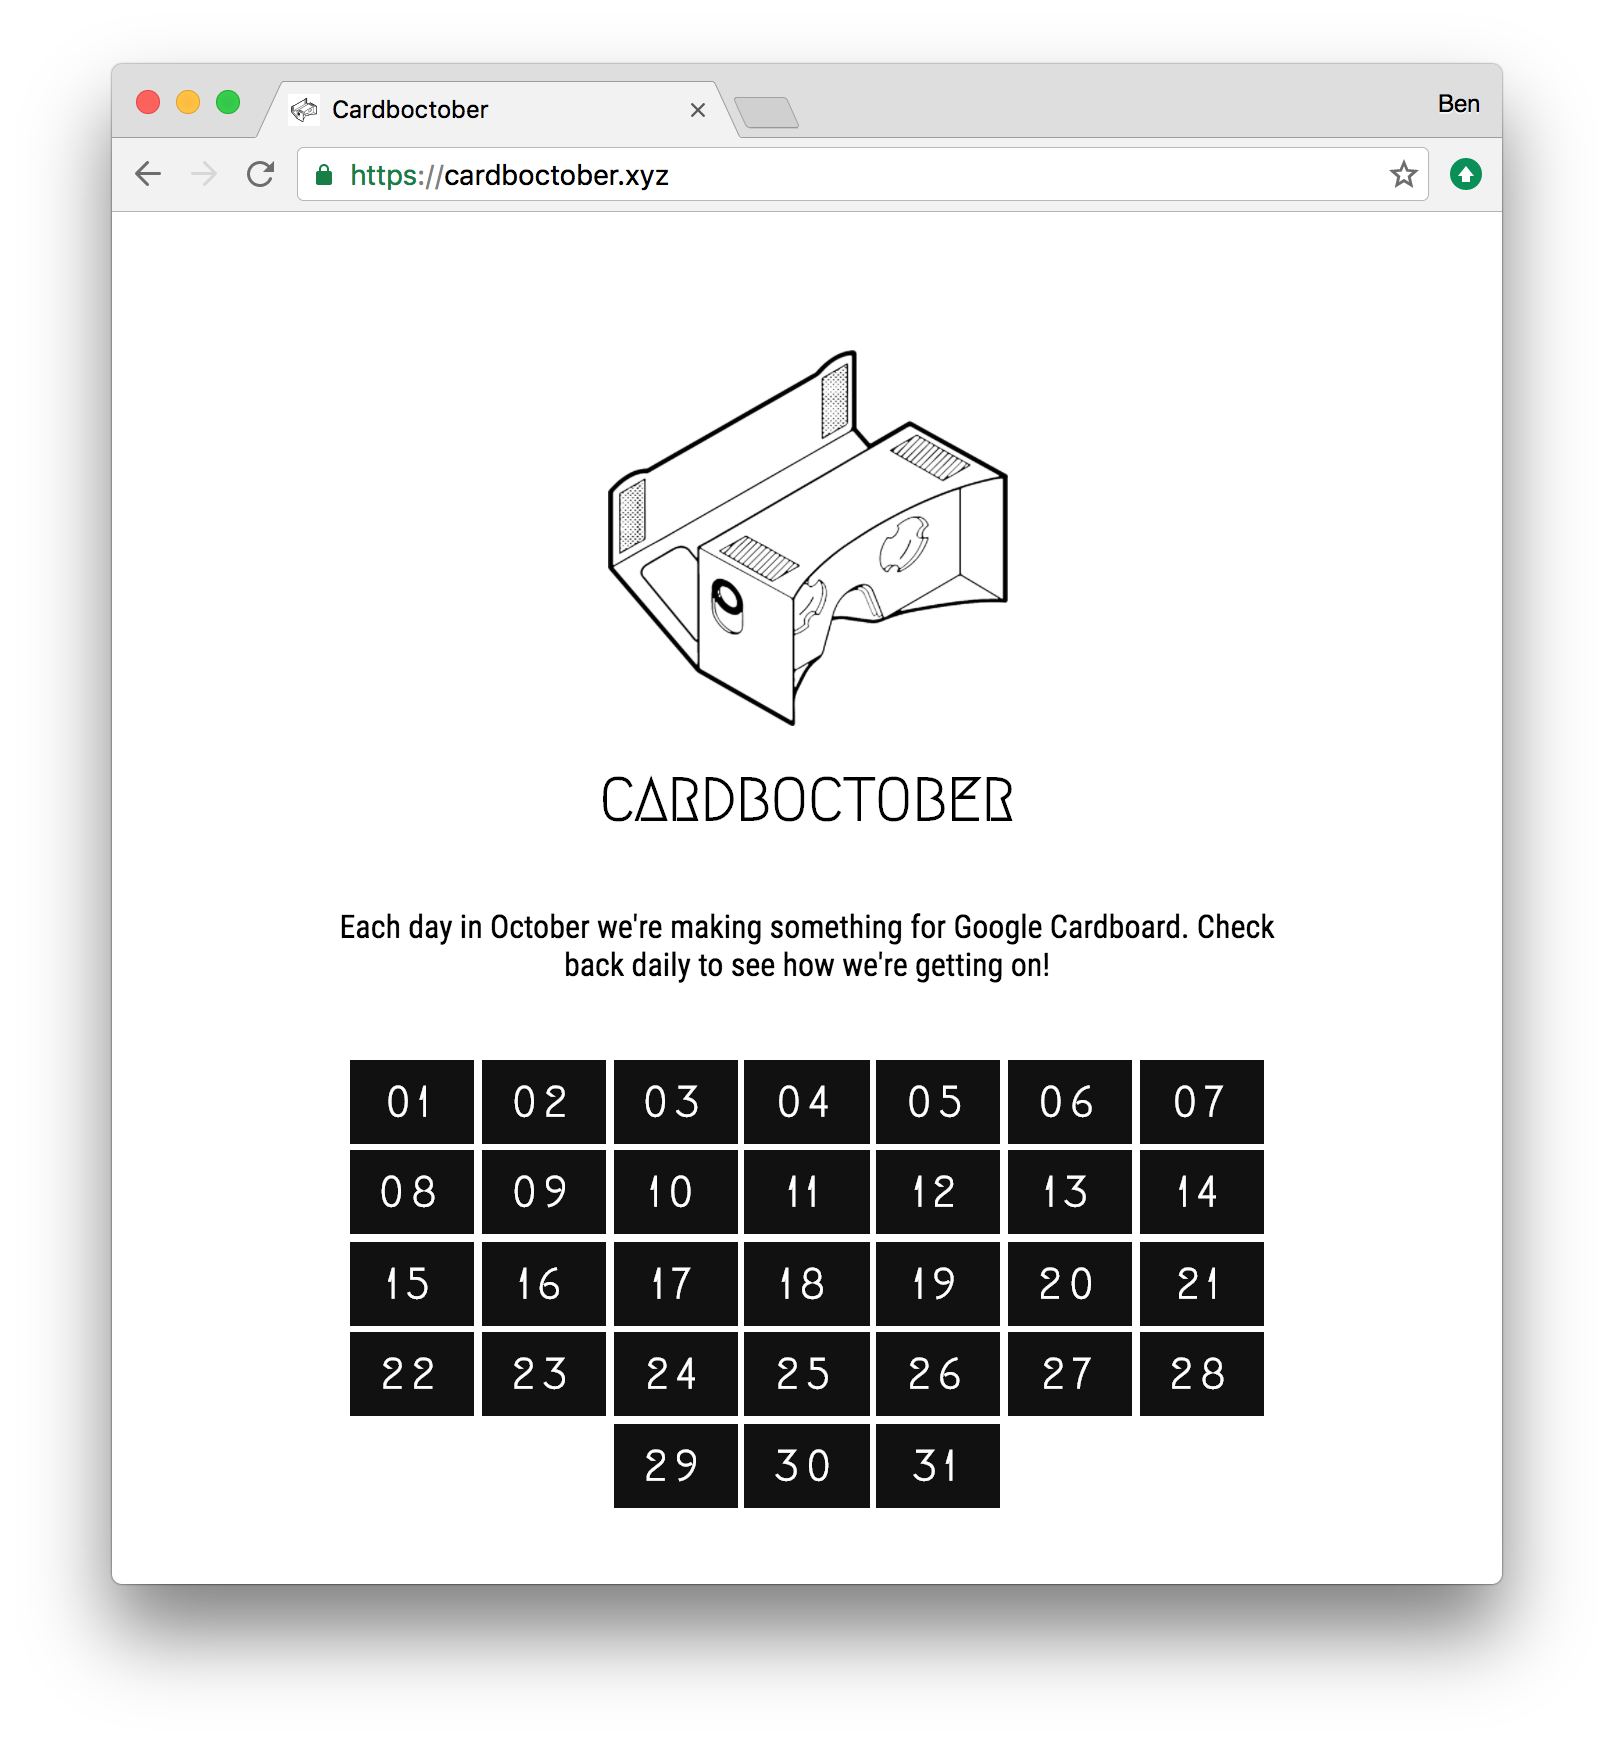 Cardboctober
Ben
https://cardboctober.xyz
CARDBOCTOBER
Each day in October we're making something for Google Cardboard. Check
back daily to see how we're getting on!
01 02 03 04 05 06 07
08 09 10 11 12 13 14
15 16 17 18 19 20 21
22 23 24 25 26 27 28
29 30 31